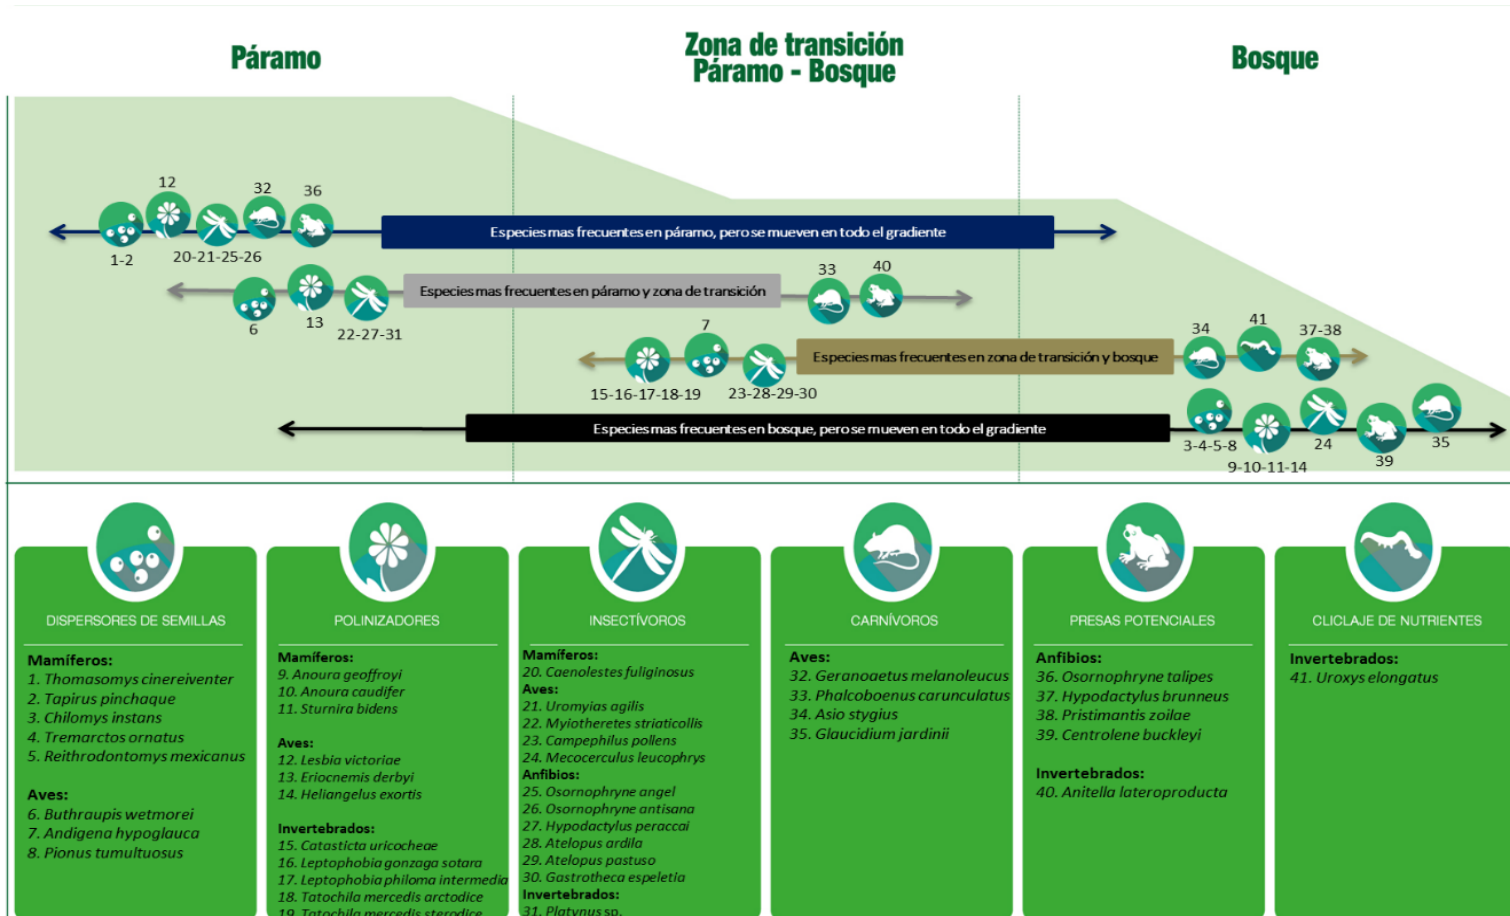 Páramo
Zona de transición
Páramo - Bosque
Bosque
12
32
36
1-2
20-21-25-26
Especies mas frecuentes en páramo, pero se mueven en todo el gradiente
6
13
22-27-31
Especies mas frecuentes en páramo y zona de transición
33
40
15-16-17-18-19
7
23-28-29-30
Especies mas frecuentes en zona de transición y bosque
34
41
37-38
Especies mas frecuentes en bosque, pero se mueven en todo el gradiente
3-4-5-8
9-10-11-14
24
39
35
DISPERSORES DE SEMILLAS
Mamíferos:
1. Thomasomys cinereiventer
2. Tapirus pinchaque
3. Chilomys instans
4. Tremarctos ornatus
5. Reithrodontomys mexicanus
Aves:
6. Buthraupis wetmorei
7. Andigena hypoglauca
8. Pionus tumultuosus
POLINIZADORES
Mamíferos:
9. Anoura geoffroyi
10. Anoura caudifer
11. Sturnira bidens
Aves:
12. Lesbia victoriae
13. Eriocnemis derbyi
14. Heliangelus exortis
Invertebrados:
15. Catasticta uricocheae
16. Leptophobia gonzaga sotara
17. Leptophobia philoma intermedia
18. Tatochila mercedis arctodice
19. Tatochila mercedis sterodice
INSECTÍVOROS
Mamíferos:
20. Caenolestes fuliginosus
Aves:
21. Uromyias agilis
22. Myiotheretes striaticollis
23. Campephilus pollens
24. Mecocerculus leucophrys
Anfibios:
25. Osornophryne angel
26. Osornophryne antisana
27. Hypodactylus peraccai
28. Atelopus ardila
29. Atelopus pastuso
30. Gastrotheca espeletia
Invertebrados:
31. Platynus sp.
CARNÍVOROS
Aves:
32. Geranoaetus melanoleucus
33. Phalcoboenus carunculatus
34. Asio stygius
35. Glaucidium jardinii
PRESAS POTENCIALES
Anfibios:
36. Osornophryne talipes
37. Hypodactylus brunneus
38. Pristimantis zoilae
39. Centrolene buckleyi
Invertebrados:
40. Anitella lateroproducta
CLICLAJE DE NUTRIENTES
Invertebrados:
41. Uroxys elongatus